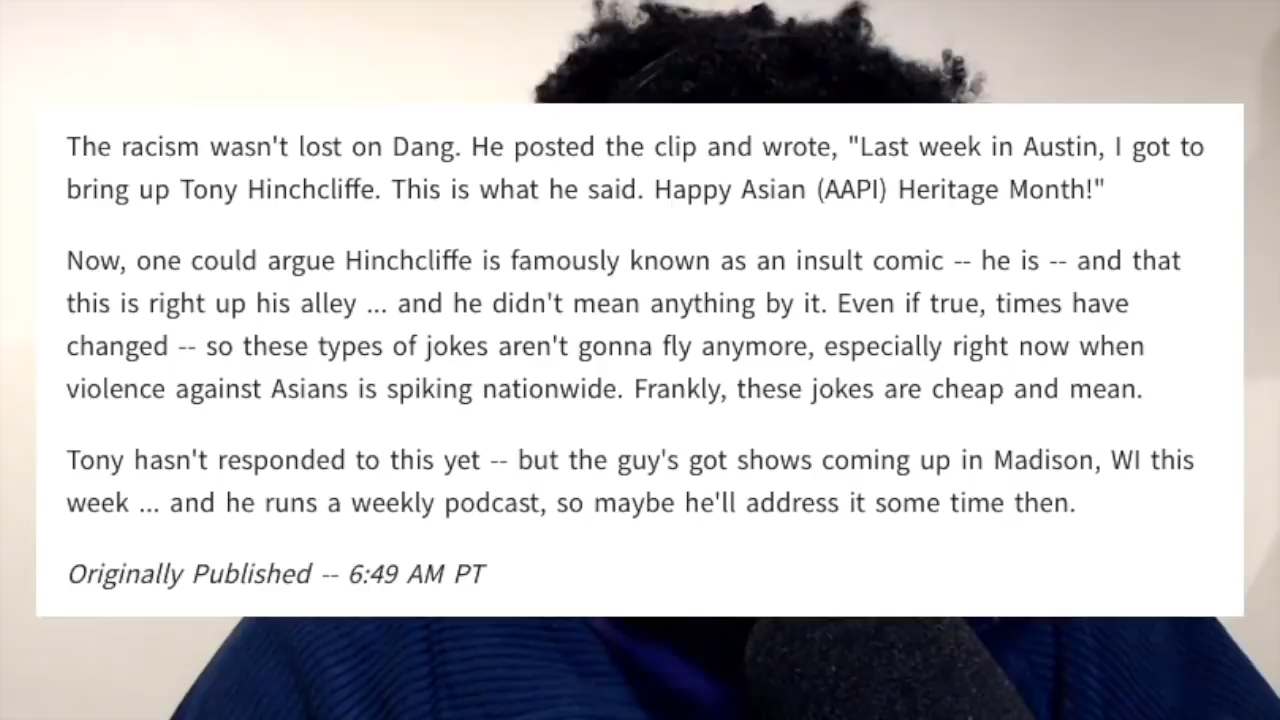 The racism wasn't lost on Dang. He posted the clip and wrote, "Last week in Austin, I got to
bring up Tony Hinchcliffe. This is what he said. Happy Asian (AAPI) Heritage Month!"
Now, one could argue Hinchcliffe is famously known as an insult comic -- he is -- and that
this is right up his alley ... and he didn't mean anything by it. Even if true, times have
changed -- so these types of jokes aren't gonna fly anymore, especially right now when
violence against Asians is spiking nationwide. Frankly, these jokes are cheap and mean.
Tony hasn't responded to this yet -- but the guy's got shows coming up in Madison, WI this
week ... and he runs a weekly podcast, so maybe he'll address it some time then.
Originally Published -- 6:49 AM PT